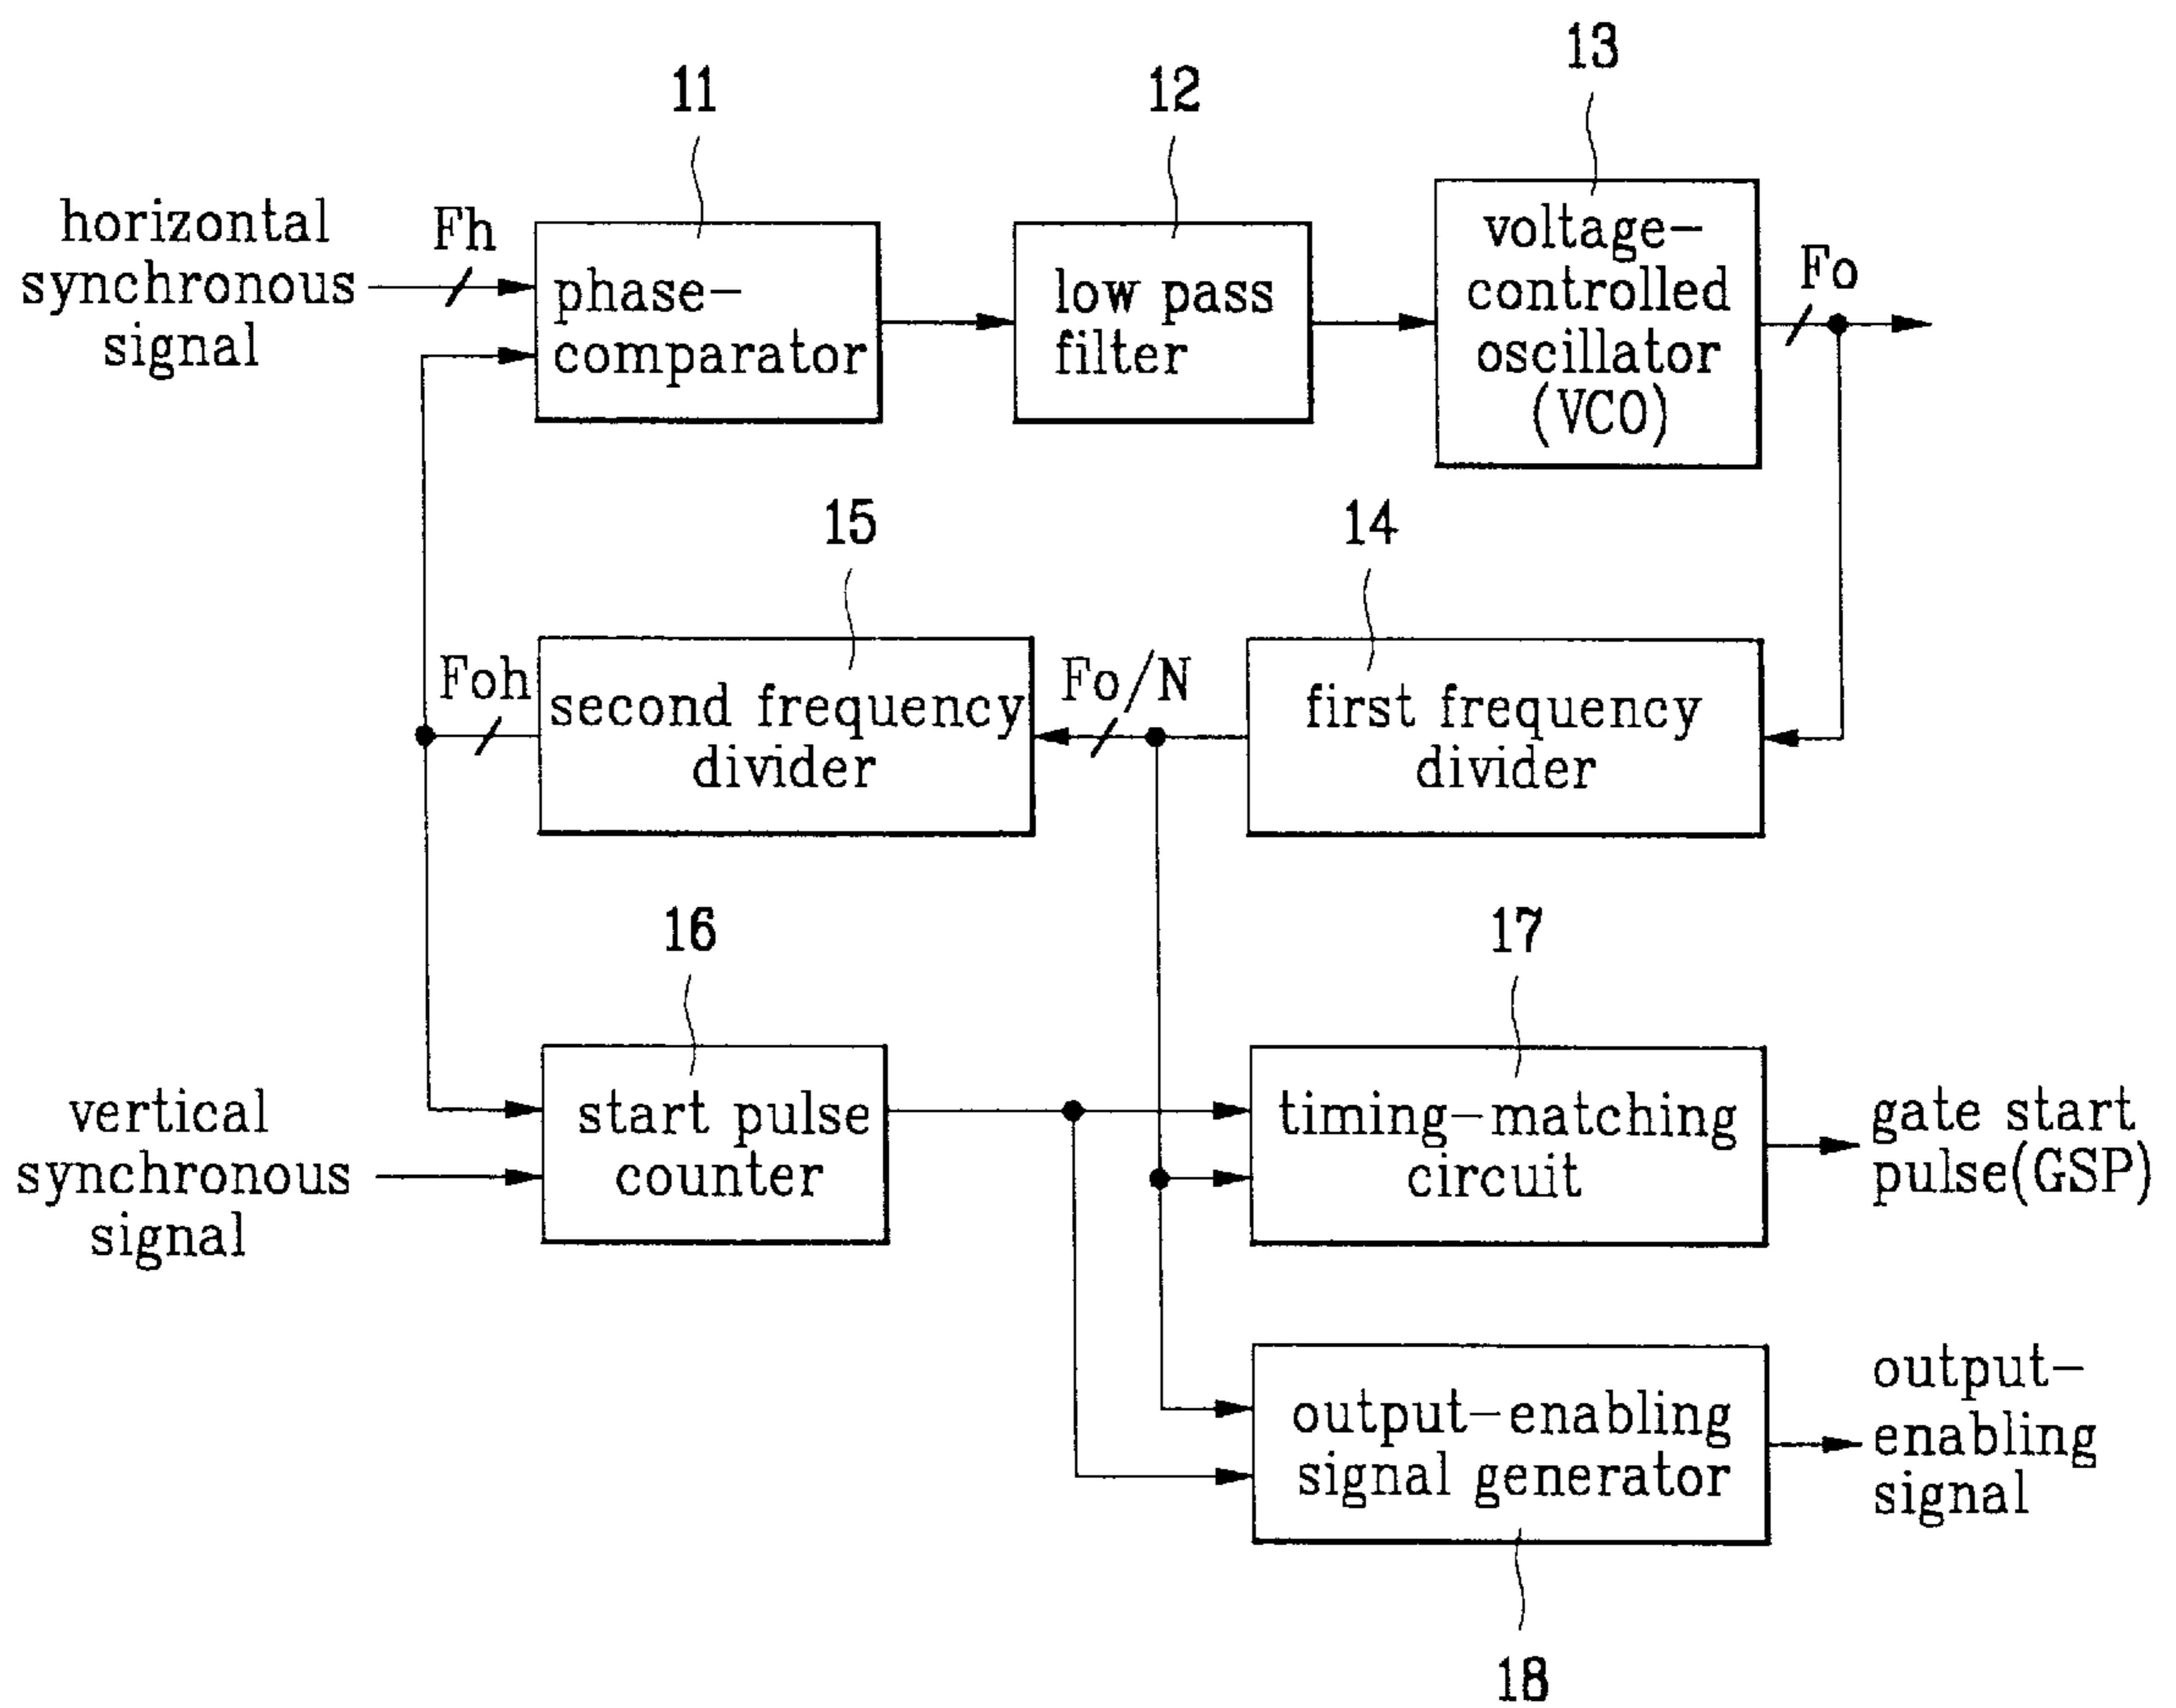 13
11
12
horizontal
synchronous
signal
Fh
phase-
comparator
low pass
filter
voltage-
controlled
oscillator
(VCO)
Fo
15
14
Foh
second frequency
divider
Fo/N
first frequency
divider
16
17
vertical
synchronous
signal
start pulse
counter
timing-matching
circuit
gate start
pulse(GSP)
output-enabling
signal generator
output-
enabling
signal
18